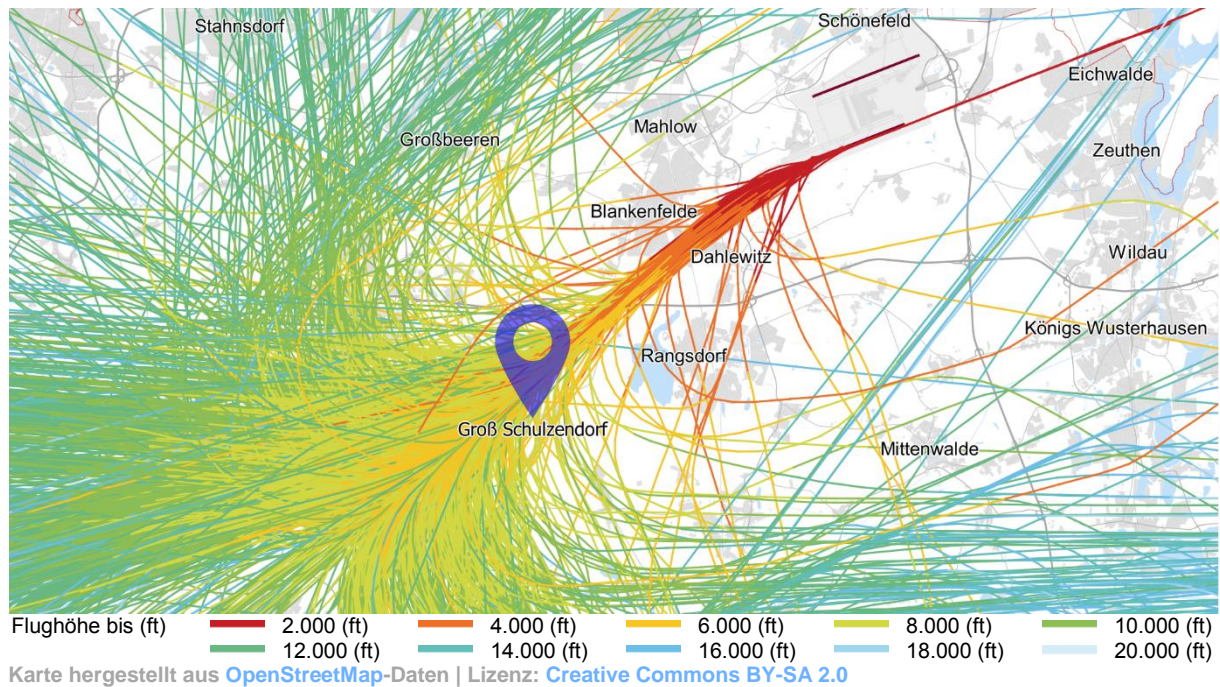 Schönefeld
Stahnsdorf
Eichwalde
Mahlow
Großbeeren
Zeuthen
Blankenfelde
Dahlewitz
Wildau
Königs Wusterhausen
Rangsdorf
Groß Schulzendorf
Mittenwalde
Flughöhe bis (ft) 2.000 (ft) 4.000 (ft) 6.000 (ft) 8.000 (ft) 10.000 (ft)
12.000 (ft) 14.000 (ft) 16.000 (ft) 18.000 (ft) 20.000 (ft)
Karte hergestellt aus OpenStreetMap-Daten | Lizenz: Creative Commons BY-SA 2.0